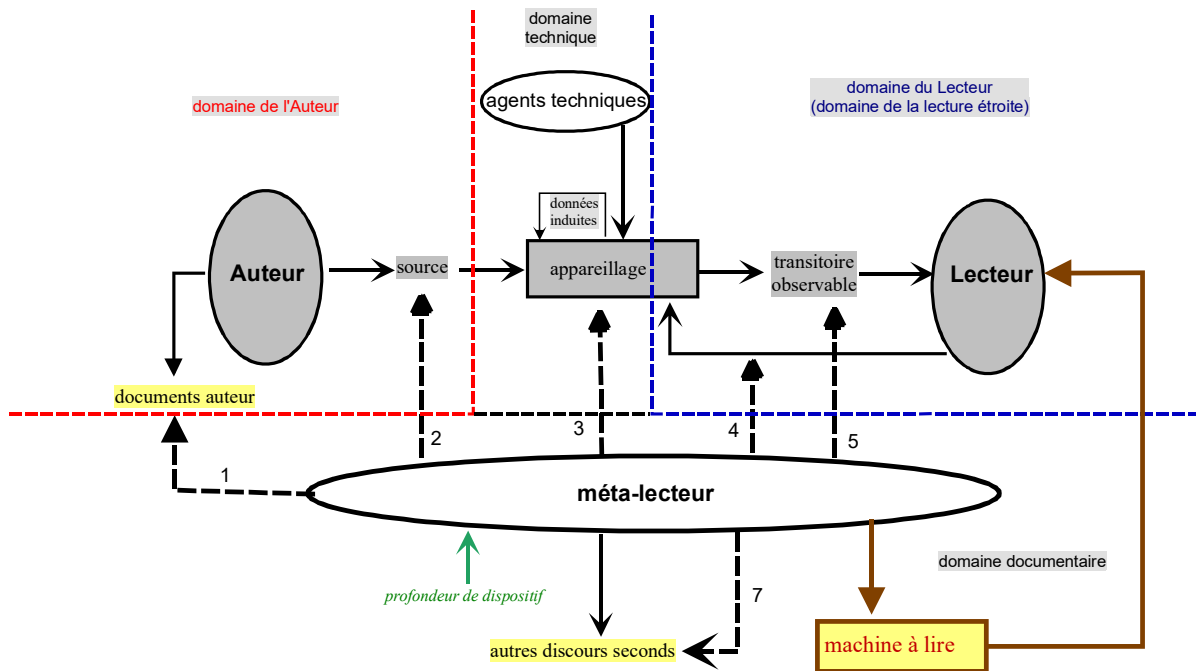 domaine
technique
agents techniques
domaine de l'Auteur
domaine du Lecteur
(domaine de la lecture étroite)
données
induites
Auteur
source
appareillage
transitoire
observable
Lecteur
documents auteur
1
2
3
4
5
méta-lecteur
profondeur de dispositif
7
domaine documentaire
autres discours seconds
machine à lire